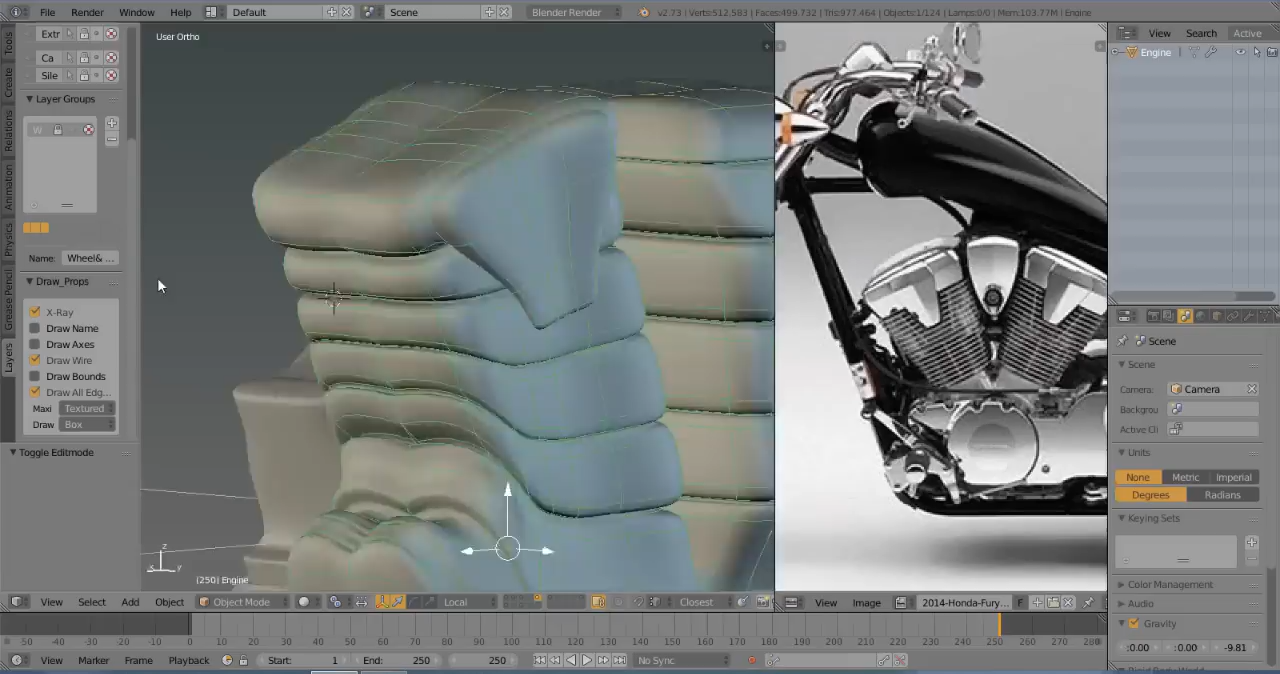 File Render Window Help Default Scene Blender Render v2.73 | Verts:512.583 | Faces:499.732 | Tris:977.464 | Objects:1/124 | Lamps:0/0 | Mem:103.77M | Engine
Tools
Create
Relations
Animation
Physics
Grease Pencil
Layers
Extr
Ca
Sile
Layer Groups
W
Name: Wheel& ...
Draw_Props
X-Ray
Draw Name
Draw Axes
Draw Wire
Draw Bounds
Draw All Edg...
Maxi Textured
Draw Box
Toggle Editmode
User Ortho
z
x y
(250) Engine
View Select Add Object Object Mode Local Closest
View Image 2014-Honda-Fury... F
-50 -40 -30 -20 -10 0 10 20 30 40 50 60 70 80 90 100 110 120 130 140 150 160 170 180 190 200 210 220 230 240 250 260 270 280
View Marker Frame Playback Start: 1 End: 250 250 No Sync
View Search Active
Engine
Scene
Scene
Camera: Camera
Backgrou
Active Cli
Units
None Metric Imperial
Degrees Radians
Keying Sets
Color Management
Audio
Gravity
:0.00 :0.00 -9.81